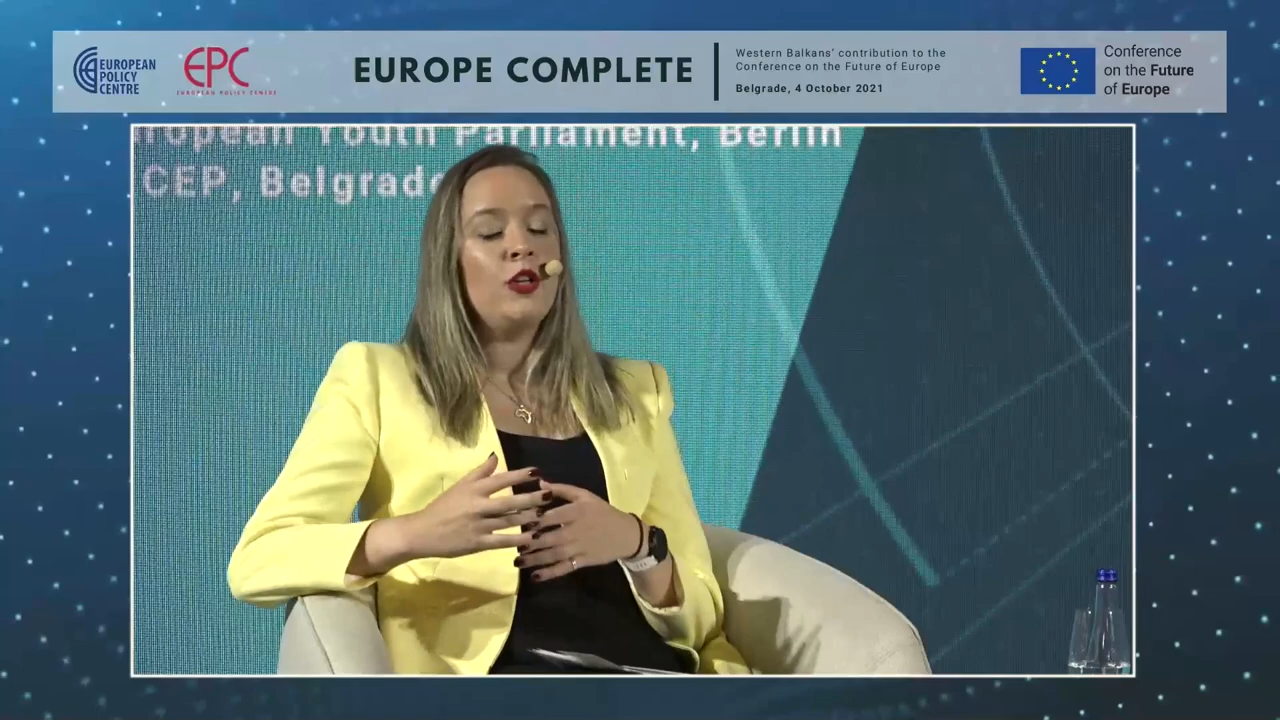 EUROPEAN
POLICY
CENTRE
EPC
EUROPEAN POLICY CENTRE
EUROPE COMPLETE
Western Balkans' contribution to the
Conference on the Future of Europe
Belgrade, 4 October 2021
Conference
on the Future
of Europe
Youth Parliament, Berlin
CEP, Belgrade